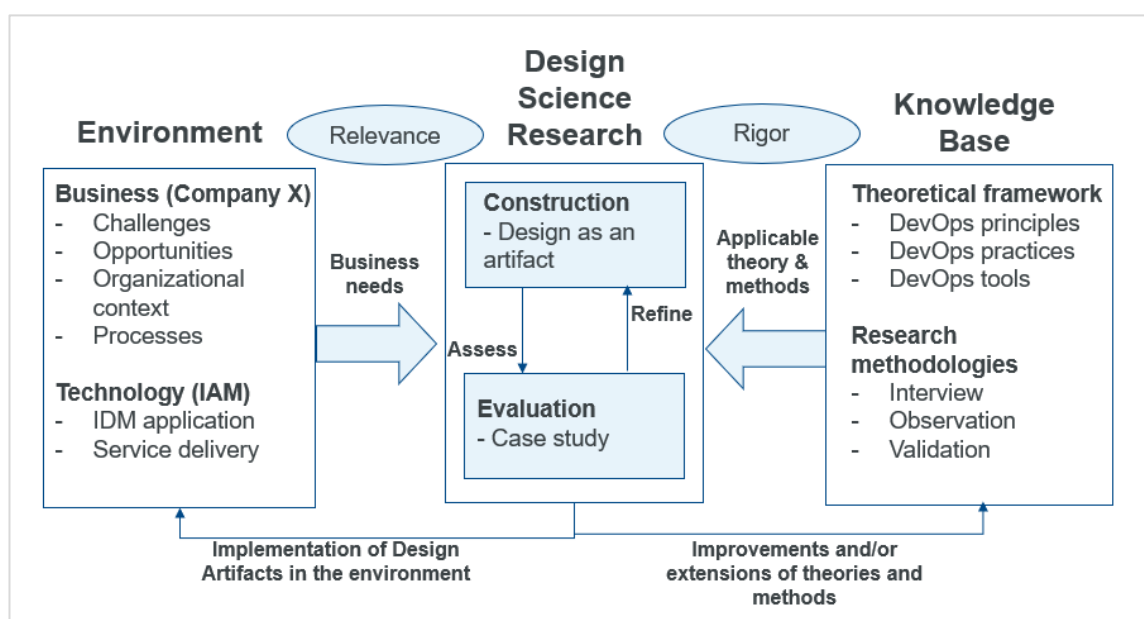 Environment
Relevance
Design
Science
Research
Rigor
Knowledge
Base
Business (Company X)
- Challenges
- Opportunities
- Organizational
context
- Processes
Technology (IAM)
- IDM application
- Service delivery
Business
needs
Construction
- Design as an
artifact
Assess
Refine
Evaluation
- Case study
Applicable
theory &
methods
Theoretical framework
- DevOps principles
- DevOps practices
- DevOps tools
Research
methodologies
- Interview
- Observation
- Validation
Implementation of Design
Artifacts in the environment
Improvements and/or
extensions of theories and
methods